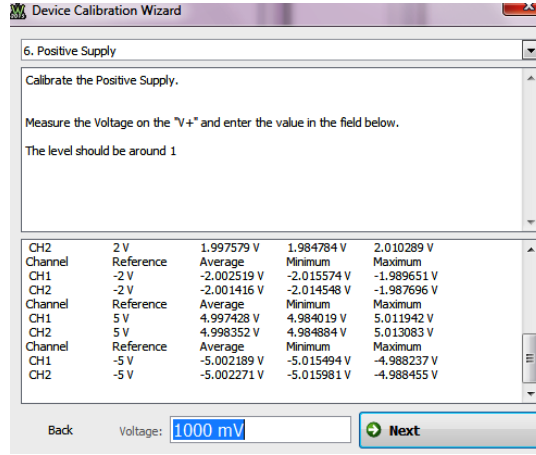 Device Calibration Wizard
6. Positive Supply
Calibrate the Positive Supply.
Measure the Voltage on the "V+" and enter the value in the field below.
The level should be around 1
CH2 2 V 1.997579 V 1.984784 V 2.010289 V
Channel Reference Average Minimum Maximum
CH1 -2 V -2.002519 V -2.015574 V -1.989651 V
CH2 -2 V -2.001416 V -2.014548 V -1.987696 V
Channel Reference Average Minimum Maximum
CH1 5 V 4.997428 V 4.984019 V 5.011942 V
CH2 5 V 4.998352 V 4.984884 V 5.013083 V
Channel Reference Average Minimum Maximum
CH1 -5 V -5.002189 V -5.015494 V -4.988237 V
CH2 -5 V -5.002271 V -5.015981 V -4.988455 V
Back Voltage: 1000 mV Next